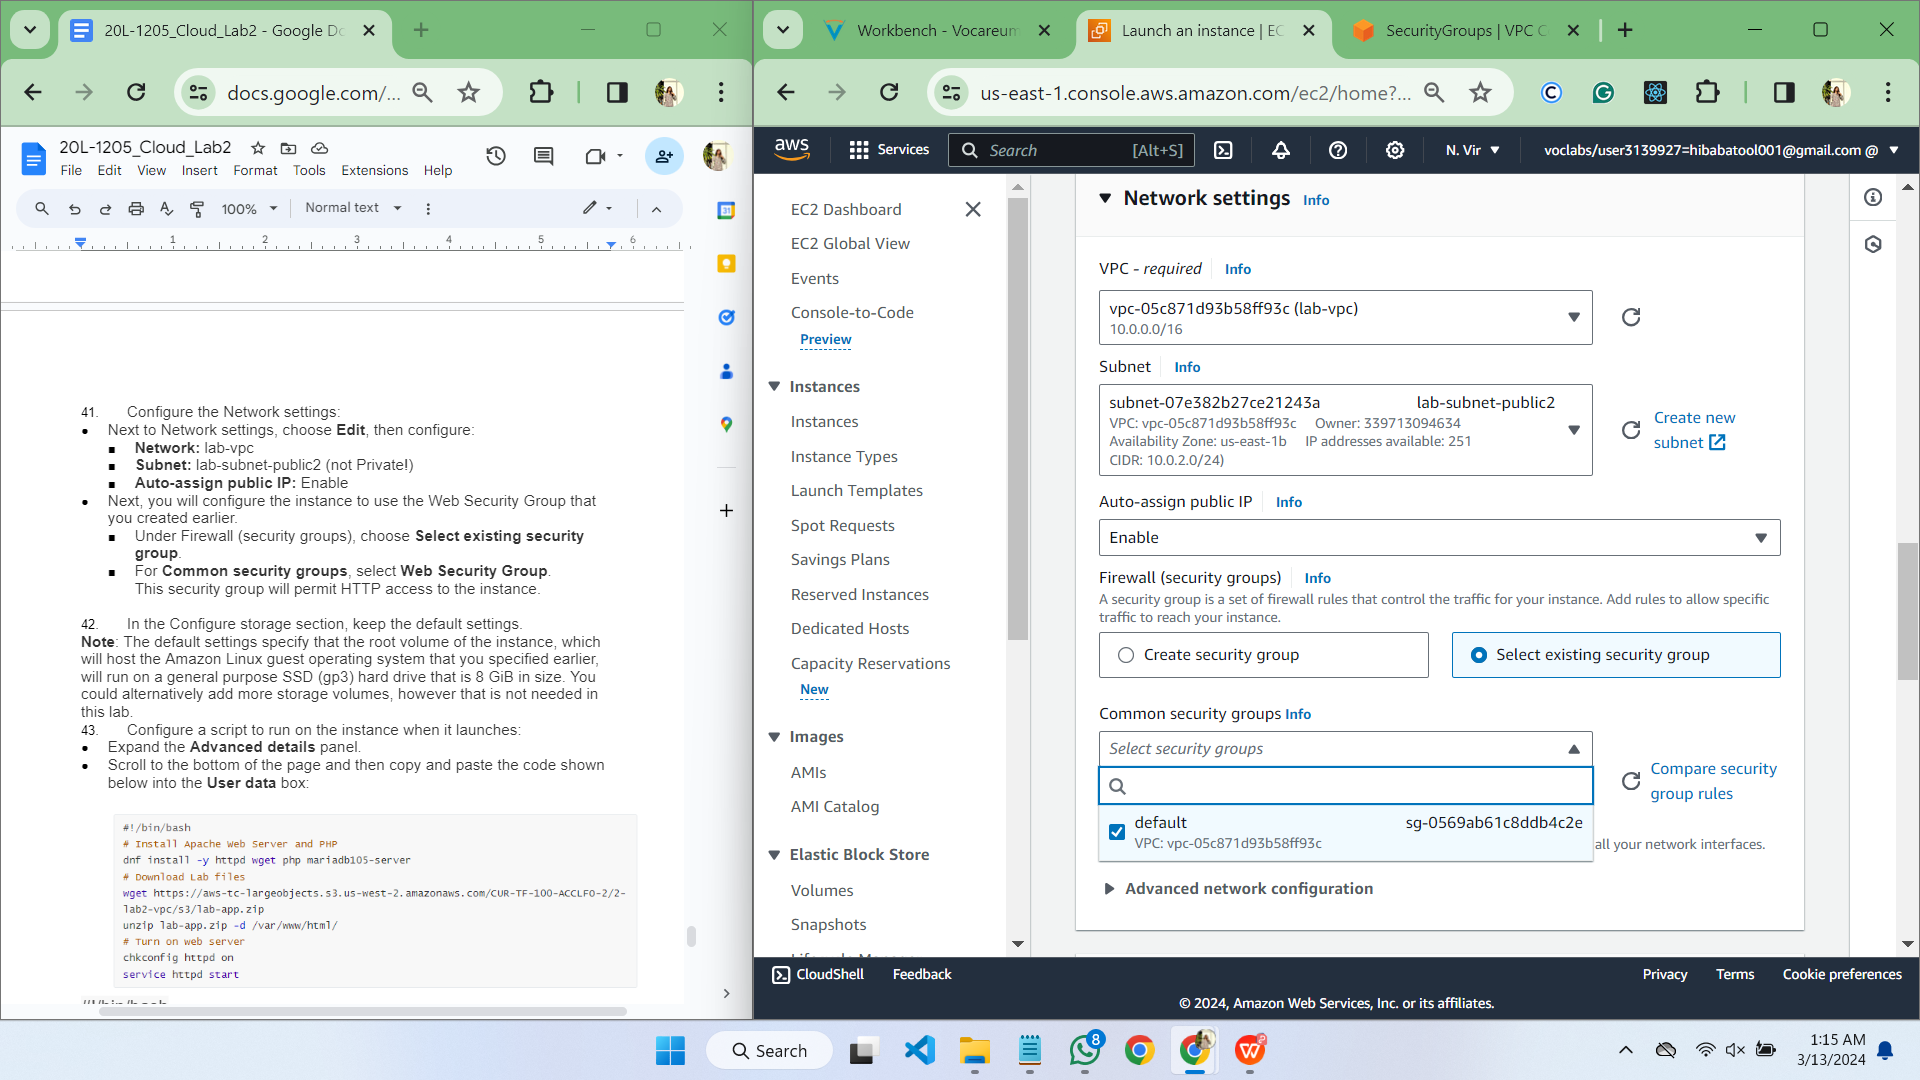 20L-1205_Cloud_Lab2 - Google Do
docs.google.com/...
20L-1205_Cloud_Lab2
File Edit View Insert Format Tools Extensions Help
100% Normal text
1 2 3 4 5 6
41. Configure the Network settings:
● Next to Network settings, choose Edit, then configure:
■ Network: lab-vpc
■ Subnet: lab-subnet-public2 (not Private!)
■ Auto-assign public IP: Enable
● Next, you will configure the instance to use the Web Security Group that
you created earlier.
■ Under Firewall (security groups), choose Select existing security
group.
■ For Common security groups, select Web Security Group.
This security group will permit HTTP access to the instance.
42. In the Configure storage section, keep the default settings.
Note: The default settings specify that the root volume of the instance, which
will host the Amazon Linux guest operating system that you specified earlier,
will run on a general purpose SSD (gp3) hard drive that is 8 GiB in size. You
could alternatively add more storage volumes, however that is not needed in
this lab.
43. Configure a script to run on the instance when it launches:
● Expand the Advanced details panel.
● Scroll to the bottom of the page and then copy and paste the code shown
below into the User data box:
#!/bin/bash
# Install Apache Web Server and PHP
dnf install -y httpd wget php mariadb105-server
# Download Lab files
wget https://aws-tc-largeobjects.s3.us-west-2.amazonaws.com/CUR-TF-100-ACCLFO-2/2-
lab2-vpc/s3/lab-app.zip
unzip lab-app.zip -d /var/www/html/
# Turn on web server
chkconfig httpd on
service httpd start
#!/bin/bash
Workbench - Vocareum
Launch an instance | EC
SecurityGroups | VPC C
us-east-1.console.aws.amazon.com/ec2/home?...
aws Services Search [Alt+S] N. Vir voclabs/user3139927=hibabatool001@gmail.com @
EC2 Dashboard
EC2 Global View
Events
Console-to-Code
Preview
Instances
Instances
Instance Types
Launch Templates
Spot Requests
Savings Plans
Reserved Instances
Dedicated Hosts
Capacity Reservations
New
Images
AMIs
AMI Catalog
Elastic Block Store
Volumes
Snapshots
Network settings Info
VPC - required Info
vpc-05c871d93b58ff93c (lab-vpc)
10.0.0.0/16
Subnet Info
subnet-07e382b27ce21243a lab-subnet-public2
VPC: vpc-05c871d93b58ff93c Owner: 339713094634
Availability Zone: us-east-1b IP addresses available: 251
CIDR: 10.0.2.0/24)
Create new
subnet
Auto-assign public IP Info
Enable
Firewall (security groups) Info
A security group is a set of firewall rules that control the traffic for your instance. Add rules to allow specific
traffic to reach your instance.
Create security group
Select existing security group
Common security groups Info
Select security groups
default sg-0569ab61c8ddb4c2e
VPC: vpc-05c871d93b58ff93c
Compare security
group rules
all your network interfaces.
Advanced network configuration
CloudShell Feedback Privacy Terms Cookie preferences
© 2024, Amazon Web Services, Inc. or its affiliates.
Search
8
1:15 AM
3/13/2024